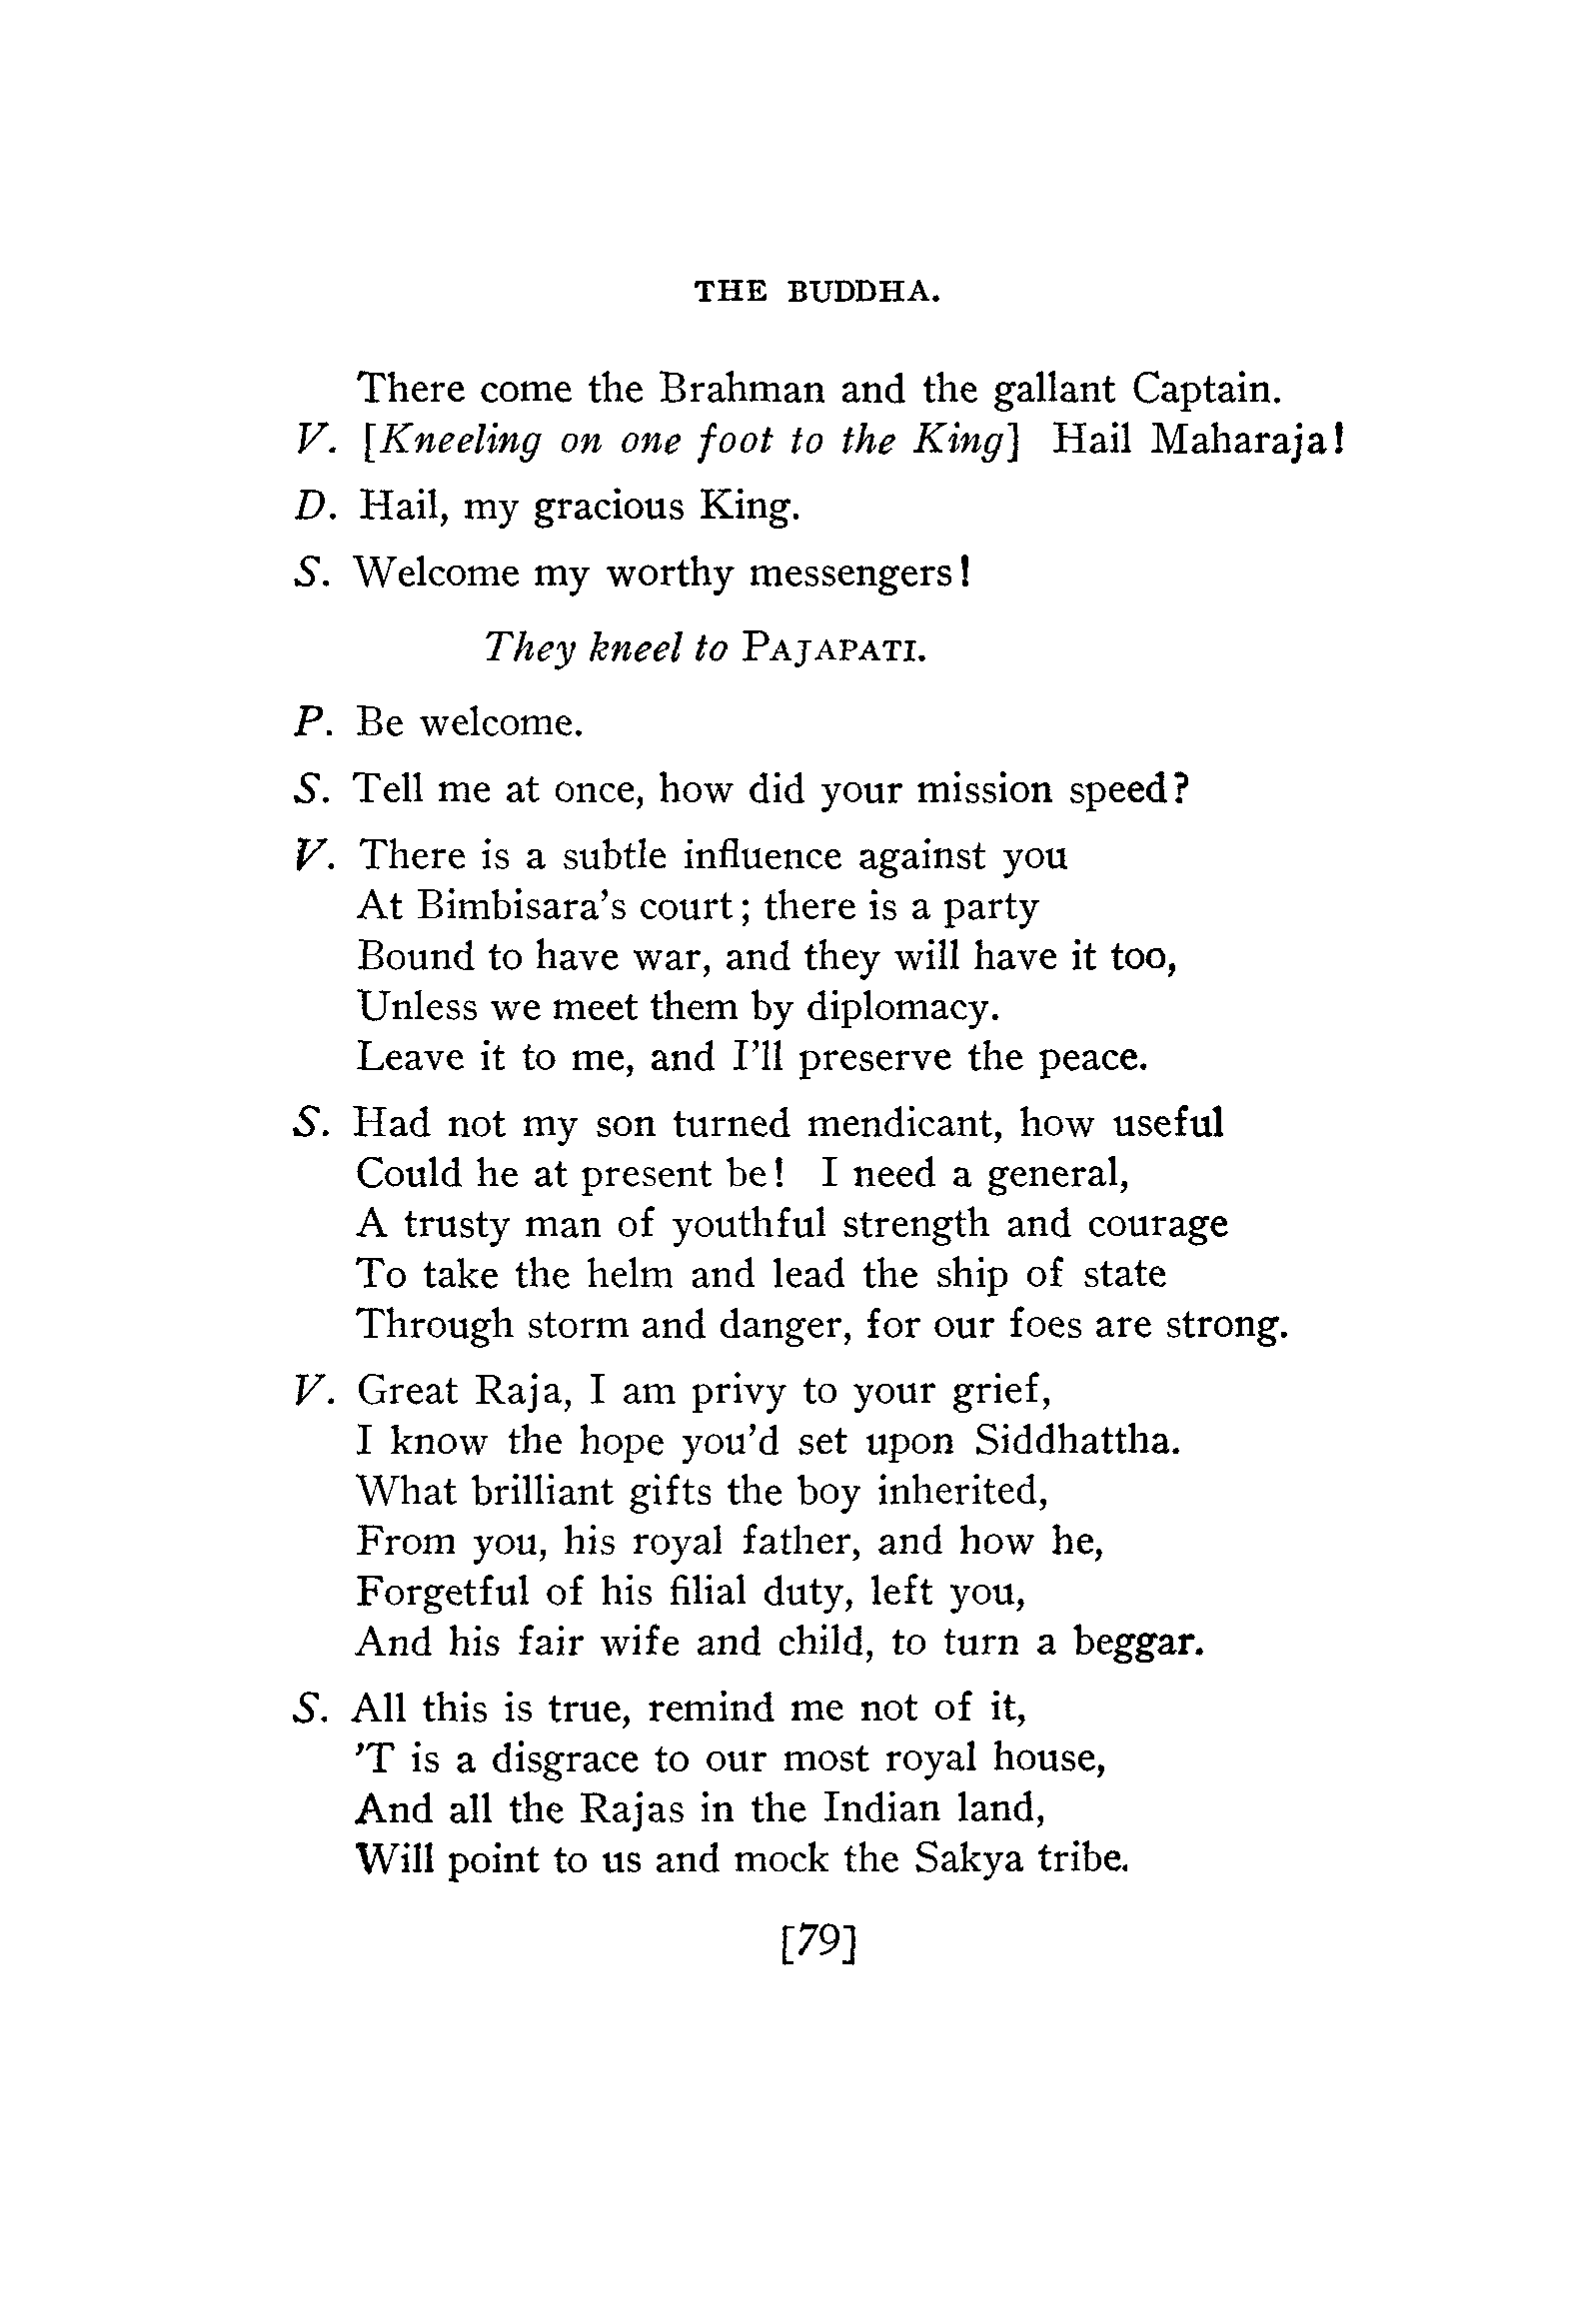 THE BUDDHA.
There come the Brahman and the gallant Captain.
V. [Kneeling on one foot to the King] Hail Maharaja!
D. Hail, my gracious King.
S. Welcome my worthy messengers!
They kneel to PAJAPATI.
P. Be welcome.
S. Tell me at once, how did your mission speed?
V. There is a subtle influence against you
At Bimbisara's court; there is a party
Bound to have war, and they will have it too,
Unless we meet them by diplomacy.
Leave it to me, and I'll preserve the peace.
S. Had not my son turned mendicant, how useful
Could he at present be! I need a general,
A trusty man of youthful strength and courage
To take the helm and lead the ship of state
Through storm and danger, for our foes are strong.
V. Great Raja, I am privy to your grief,
I know the hope you'd set upon Siddhattha.
What brilliant gifts the boy inherited,
From you, his royal father, and how he,
Forgetful of his filial duty, left you,
And his fair wife and child, to turn a beggar.
S. All this is true, remind me not of it,
'T is a disgrace to our most royal house,
And all the Rajas in the Indian land,
Will point to us and mock the Sakya tribe.
[79]